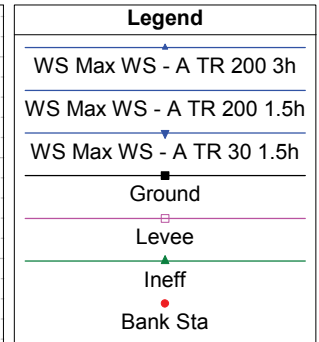 Legend
WS Max WS - A TR 200 3h
WS Max WS - A TR 200 1.5h
WS Max WS - A TR 30 1.5h
Ground
Levee
Ineff
Bank Sta